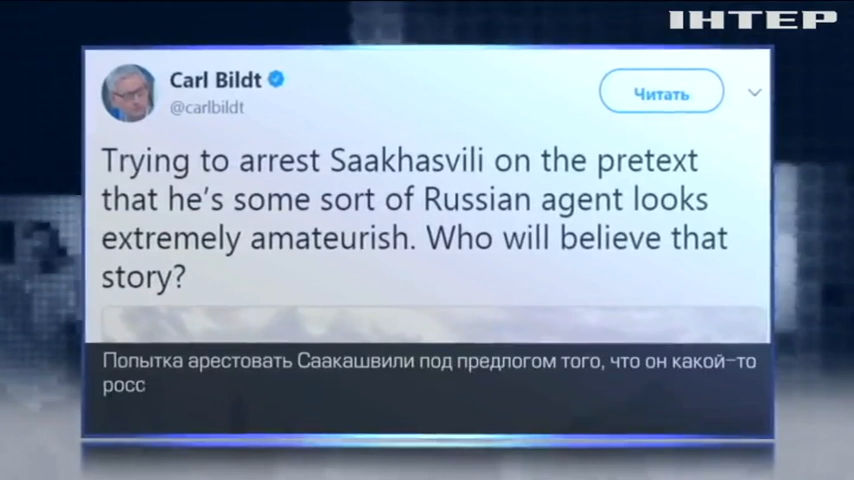 ІНТЕР
Carl Bildt
@carlbildt
Читать
Trying to arrest Saakhasvili on the pretext
that he's some sort of Russian agent looks
extremely amateurish. Who will believe that
story?
Попытка арестовать Саакашвили под предлогом того, что он какой-то
росс